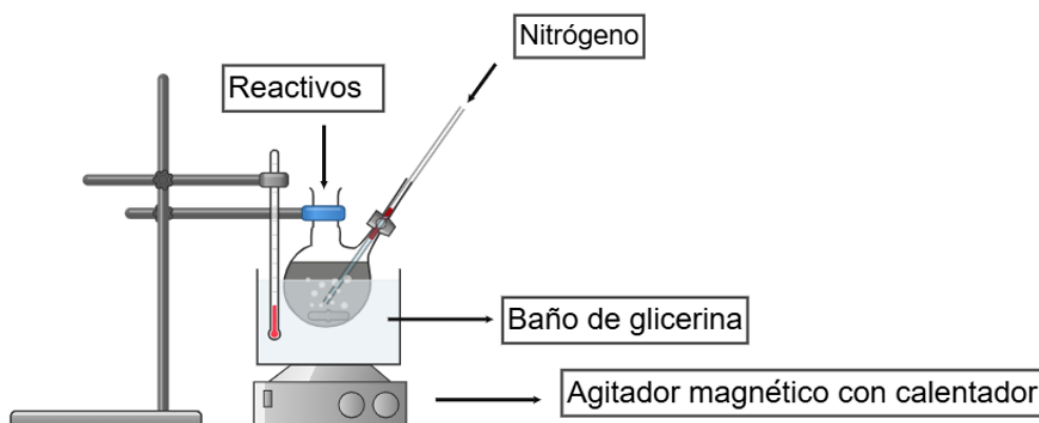 Nitrógeno
Reactivos
Baño de glicerina
Agitador magnético con calentador